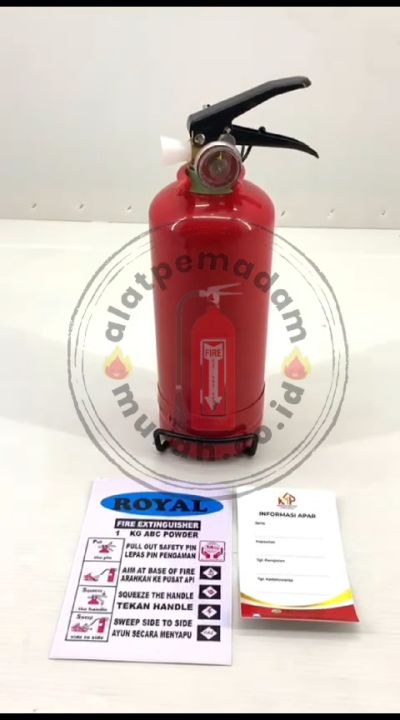 alatpemadam
murah.co.id
FIRE
ROYAL
FIRE EXTINGUISHER
1 KG ABC POWDER
Pull
the pin
PULL OUT SAFETY PIN
LEPAS PIN PENGAMAN
AIM AT BASE OF FIRE
ARAHKAN KE PUSAT API
Squeeze
the handle
SQUEEZE THE HANDLE
TEKAN HANDLE
Sweep
side to side
SWEEP SIDE TO SIDE
AYUN SECARA MENYAPU
INFORMASI APAR